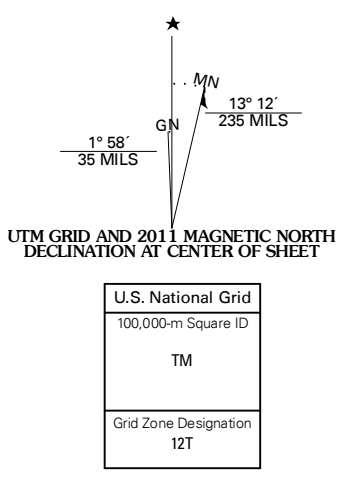 ★
MN
13° 12´
235 MILS
GN
1° 58´
35 MILS
UTM GRID AND 2011 MAGNETIC NORTH
DECLINATION AT CENTER OF SHEET
U.S. National Grid
100,000-m Square ID
TM
Grid Zone Designation
12T